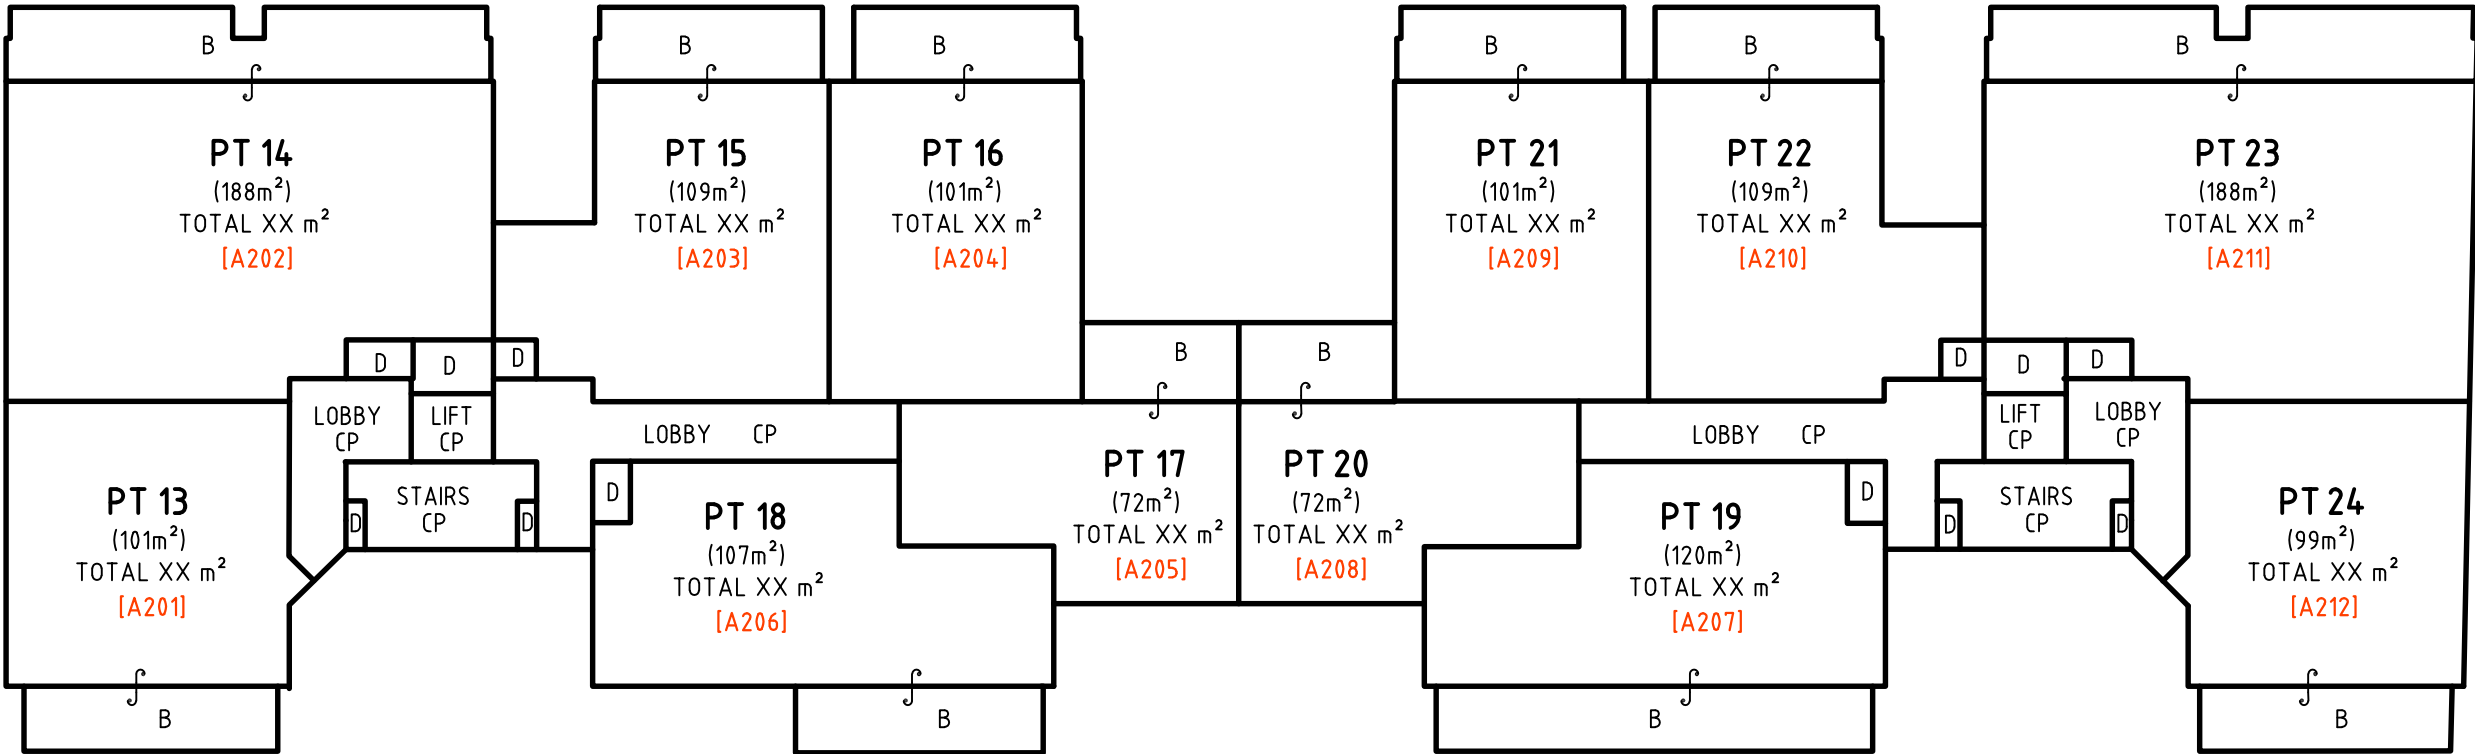 B
B
B
B
B
B
PT 14
(188m²)
TOTAL XX m²
[A202]
PT 15
(109m²)
TOTAL XX m²
[A203]
PT 16
(101m²)
TOTAL XX m²
[A204]
PT 21
(101m²)
TOTAL XX m²
[A209]
PT 22
(109m²)
TOTAL XX m²
[A210]
PT 23
(188m²)
TOTAL XX m²
[A211]
D
D
D
B
B
D
D
D
LOBBY
CP
LIFT
CP
LOBBY CP
LOBBY CP
LIFT
CP
LOBBY
CP
PT 13
(101m²)
TOTAL XX m²
[A201]
STAIRS
CP
D
D
D
PT 18
(107m²)
TOTAL XX m²
[A206]
PT 17
(72m²)
TOTAL XX m²
[A205]
PT 20
(72m²)
TOTAL XX m²
[A208]
PT 19
(120m²)
TOTAL XX m²
[A207]
D
D
STAIRS
CP
D
PT 24
(99m²)
TOTAL XX m²
[A212]
B
B
B
B